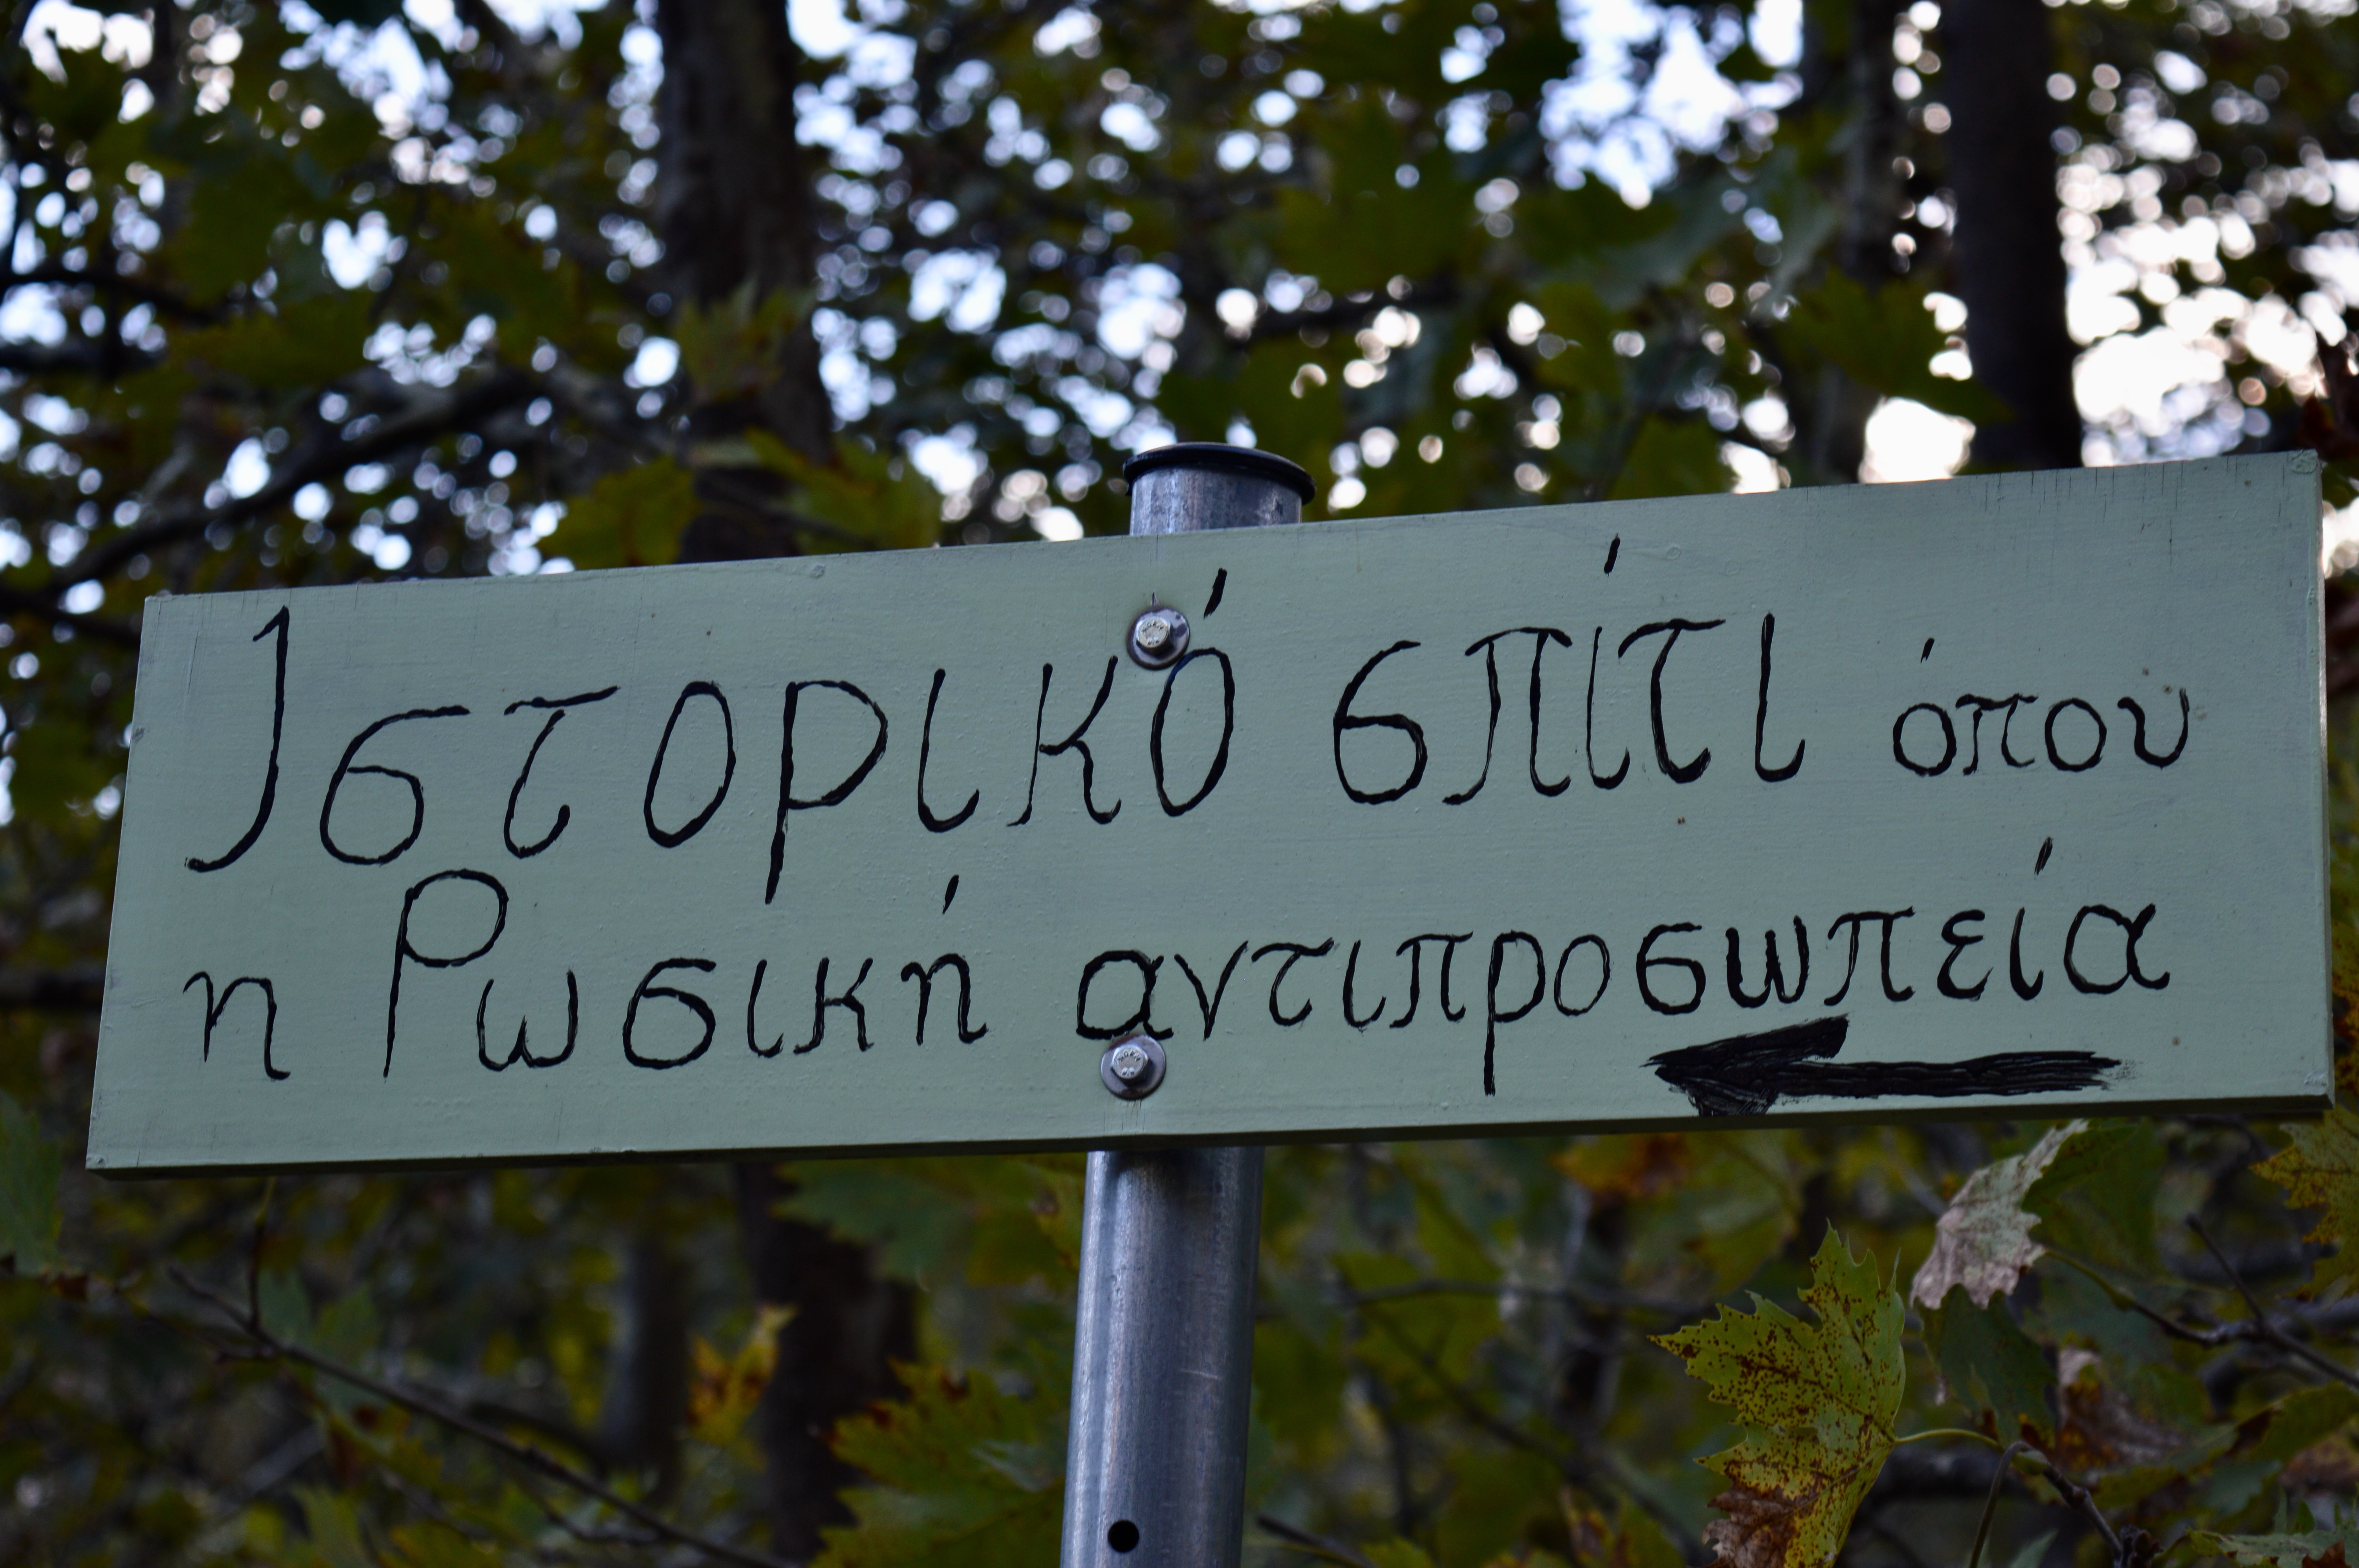 Ιστορικό σπίτι όπου
η Ρωσική αντιπροσωπεία